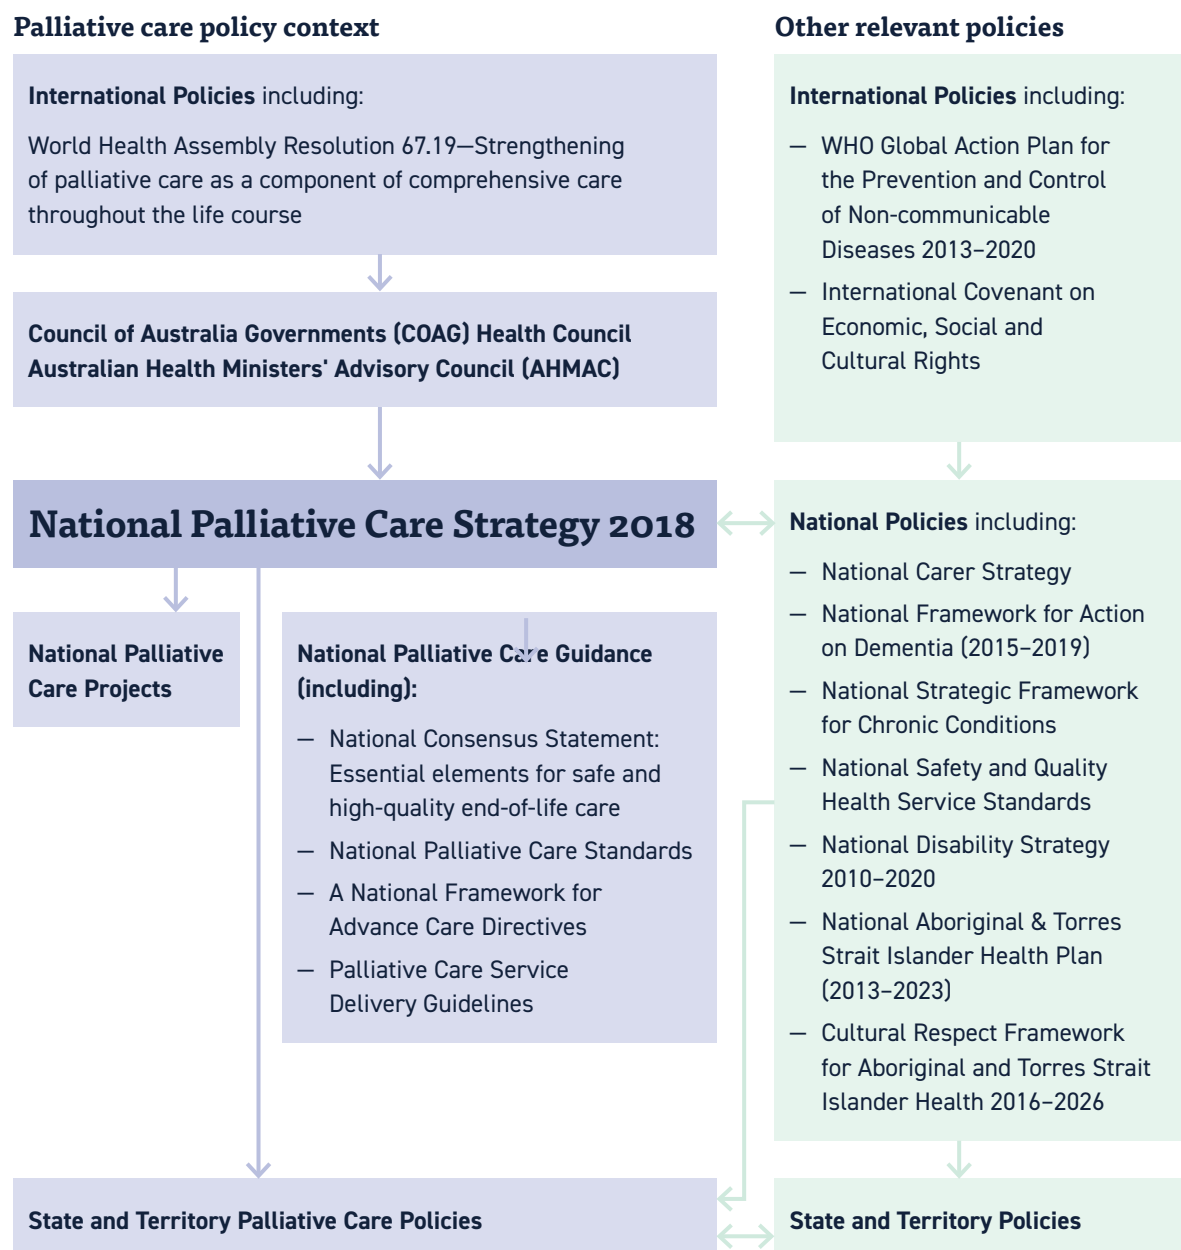 Palliative care policy context
International Policies including:
World Health Assembly Resolution 67.19—Strengthening
of palliative care as a component of comprehensive care
throughout the life course
Council of Australia Governments (COAG) Health Council
Australian Health Ministers' Advisory Council (AHMAC)
National Palliative Care Strategy 2018
National Palliative
Care Projects
National Palliative Care Guidance
(including):
— National Consensus Statement:
Essential elements for safe and
high-quality end-of-life care
— National Palliative Care Standards
— A National Framework for
Advance Care Directives
— Palliative Care Service
Delivery Guidelines
State and Territory Palliative Care Policies
Other relevant policies
International Policies including:
— WHO Global Action Plan for
the Prevention and Control
of Non-communicable
Diseases 2013–2020
— International Covenant on
Economic, Social and
Cultural Rights
National Policies including:
— National Carer Strategy
— National Framework for Action
on Dementia (2015–2019)
— National Strategic Framework
for Chronic Conditions
— National Safety and Quality
Health Service Standards
— National Disability Strategy
2010–2020
— National Aboriginal & Torres
Strait Islander Health Plan
(2013–2023)
— Cultural Respect Framework
for Aboriginal and Torres Strait
Islander Health 2016–2026
State and Territory Policies